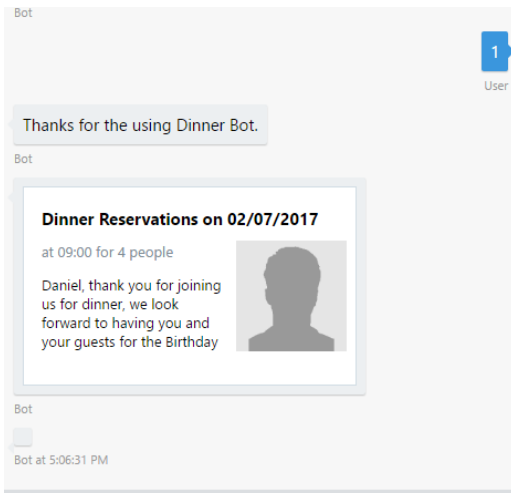 Bot
1
User
Thanks for the using Dinner Bot.
Bot
Dinner Reservations on 02/07/2017
at 09:00 for 4 people
Daniel, thank you for joining
us for dinner, we look
forward to having you and
your guests for the Birthday
Bot
Bot at 5:06:31 PM